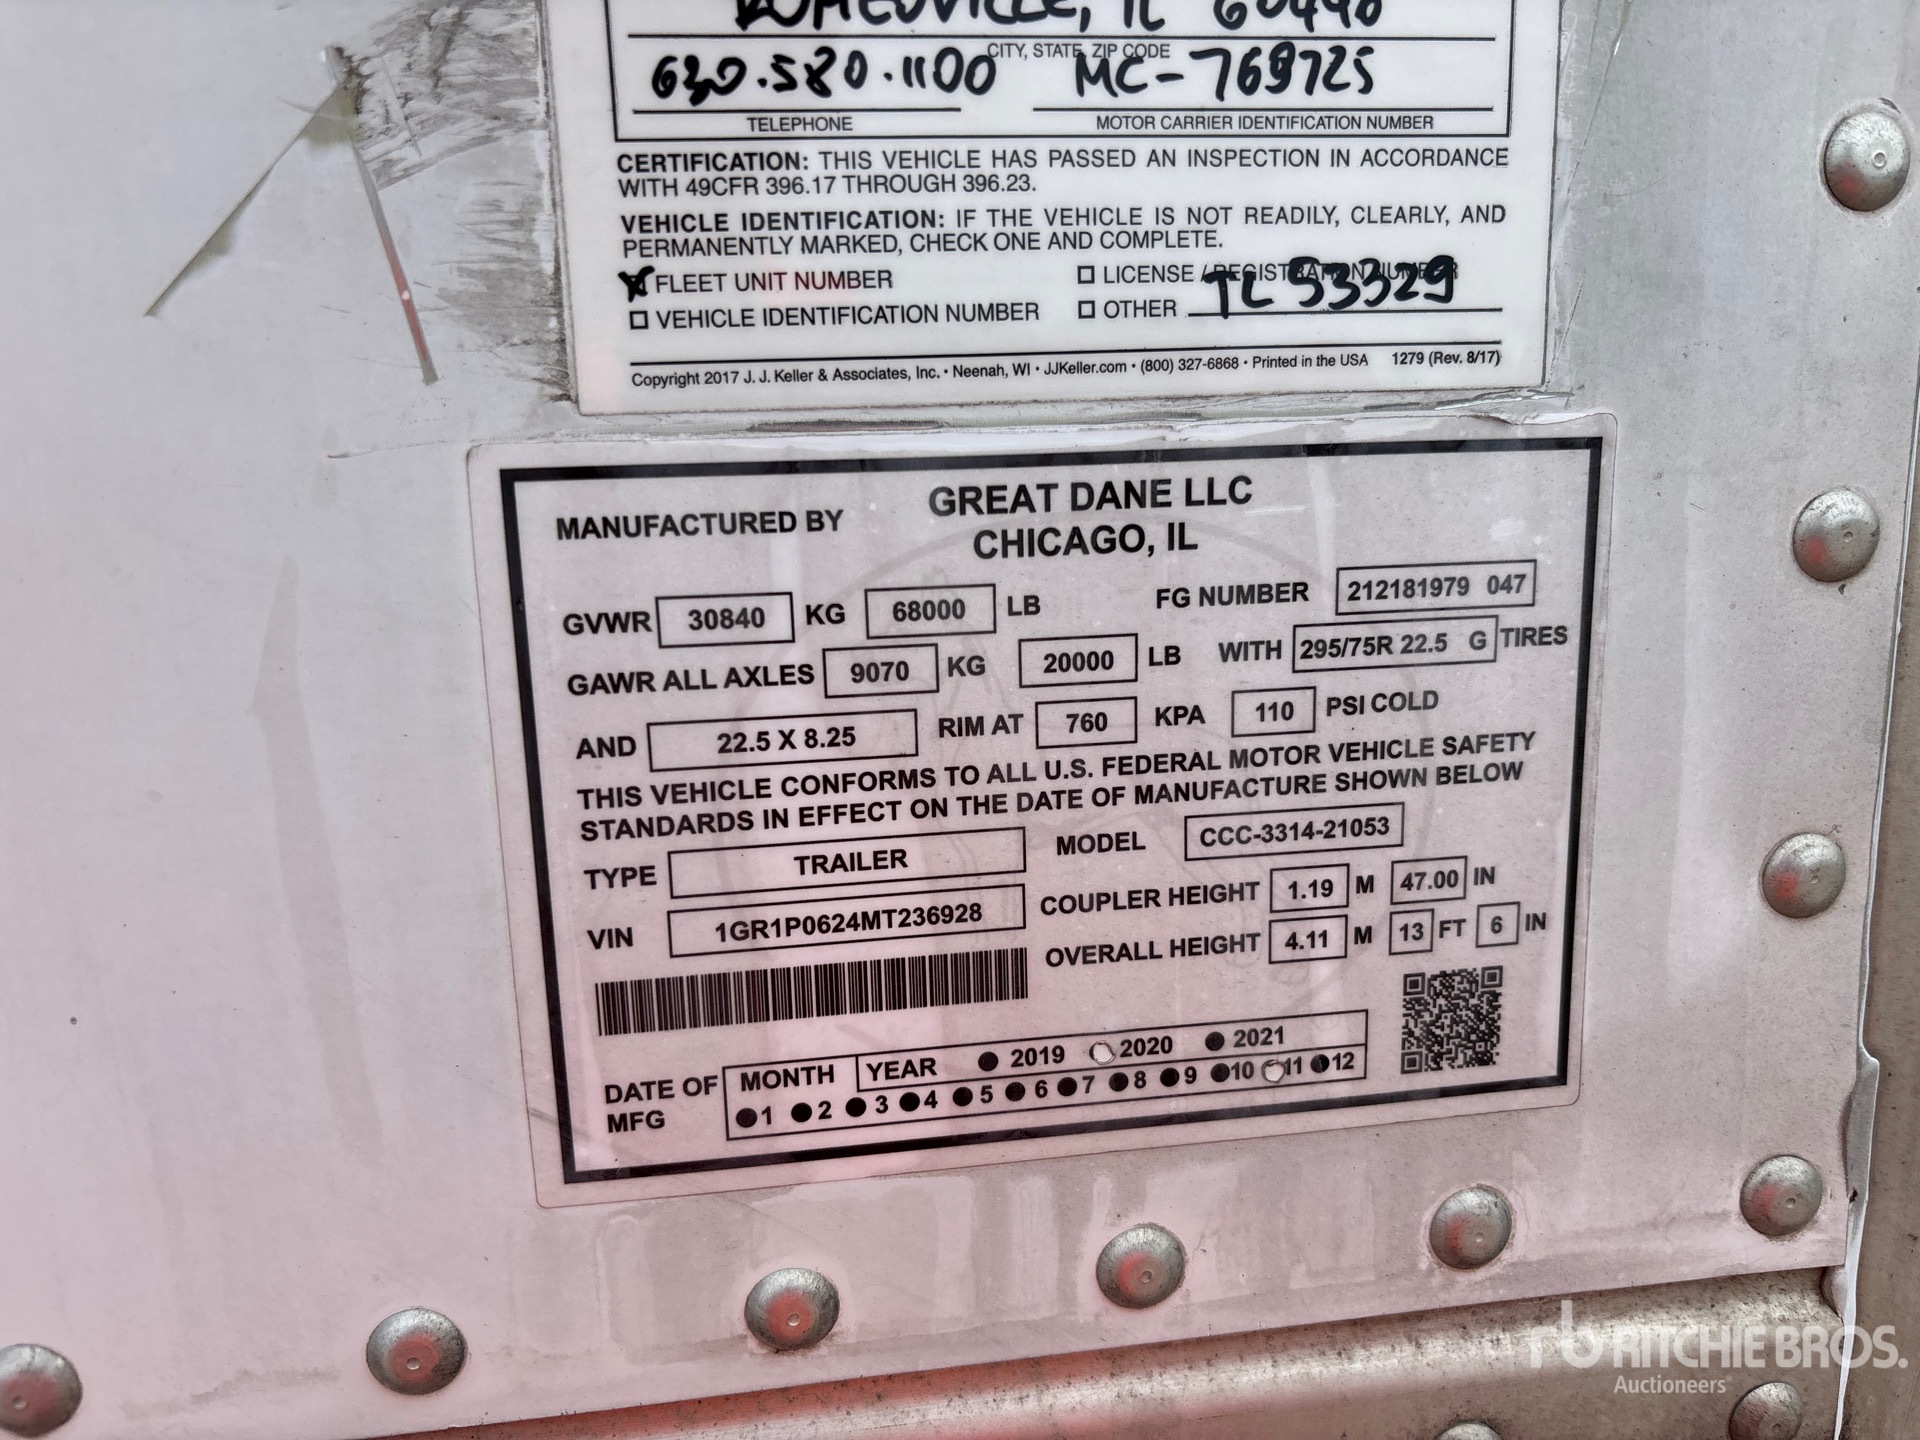 ROMEOVILLE, IL 60446
CITY, STATE, ZIP CODE
630.580.1100 MC-769725
TELEPHONE MOTOR CARRIER IDENTIFICATION NUMBER
CERTIFICATION: THIS VEHICLE HAS PASSED AN INSPECTION IN ACCORDANCE
WITH 49CFR 396.17 THROUGH 396.23.
VEHICLE IDENTIFICATION: IF THE VEHICLE IS NOT READILY, CLEARLY, AND
PERMANENTLY MARKED, CHECK ONE AND COMPLETE.
FLEET UNIT NUMBER LICENSE / REGISTRATION NUMBER
VEHICLE IDENTIFICATION NUMBER OTHER TL 53329
Copyright 2017 J. J. Keller & Associates, Inc. • Neenah, WI • JJKeller.com • (800) 327-6868 • Printed in the USA 1279 (Rev. 8/17)
MANUFACTURED BY GREAT DANE LLC
CHICAGO, IL
GVWR 30840 KG 68000 LB FG NUMBER 212181979 047
GAWR ALL AXLES 9070 KG 20000 LB WITH 295/75R 22.5 G TIRES
AND 22.5 X 8.25 RIM AT 760 KPA 110 PSI COLD
THIS VEHICLE CONFORMS TO ALL U.S. FEDERAL MOTOR VEHICLE SAFETY
STANDARDS IN EFFECT ON THE DATE OF MANUFACTURE SHOWN BELOW
TYPE TRAILER MODEL CCC-3314-21053
VIN 1GR1P0624MT236928 COUPLER HEIGHT 1.19 M 47.00 IN
OVERALL HEIGHT 4.11 M 13 FT 6 IN
DATE OF MFG MONTH YEAR 2019 2020 2021
1 2 3 4 5 6 7 8 9 10 11 12
rb RITCHIE BROS.
Auctioneers